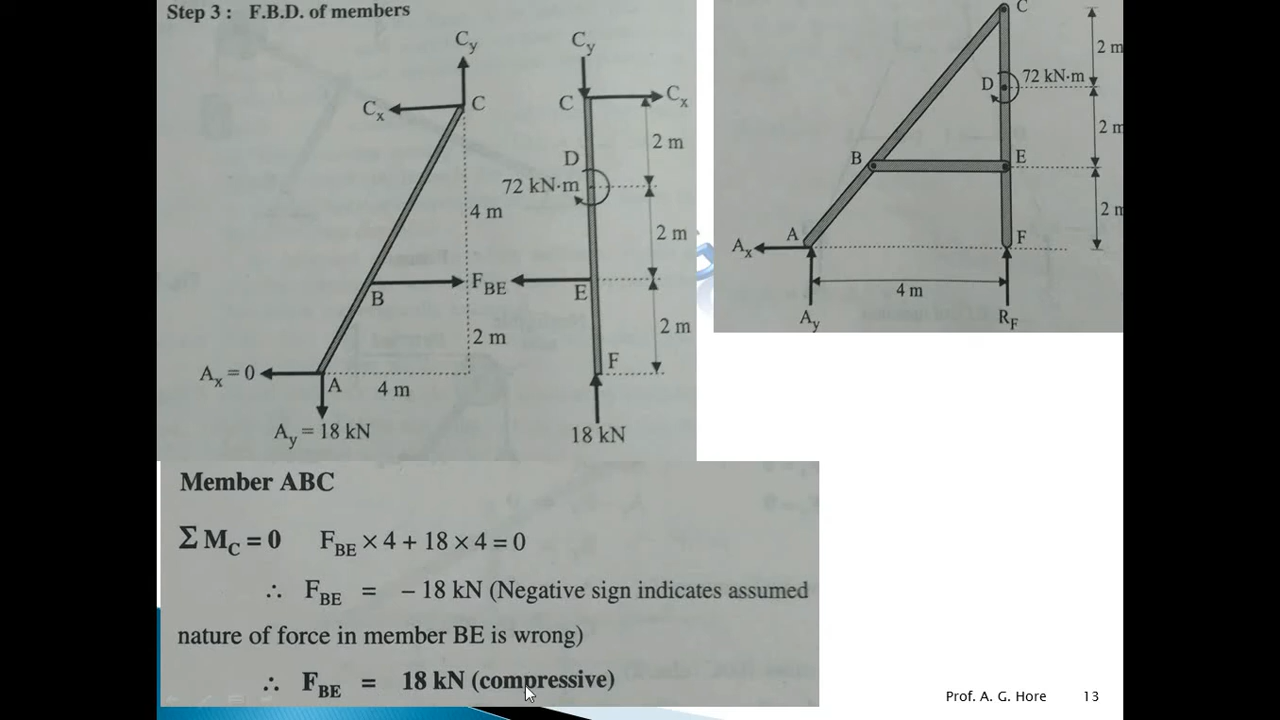 Step 3 : F.B.D. of members
Cy
Cx
C
4 m
FBE
B
2 m
Ax = 0
A
4 m
Ay = 18 kN
Cy
C
Cx
2 m
D
72 kN·m
2 m
E
2 m
F
18 kN
C
2 m
D
72 kN·m
2 m
B
E
2 m
A
Ax
F
4 m
Ay
RF
Member ABC
Σ MC = 0 FBE × 4 + 18 × 4 = 0
∴ FBE = – 18 kN (Negative sign indicates assumed
nature of force in member BE is wrong)
∴ FBE = 18 kN (compressive)
Prof. A. G. Hore 13